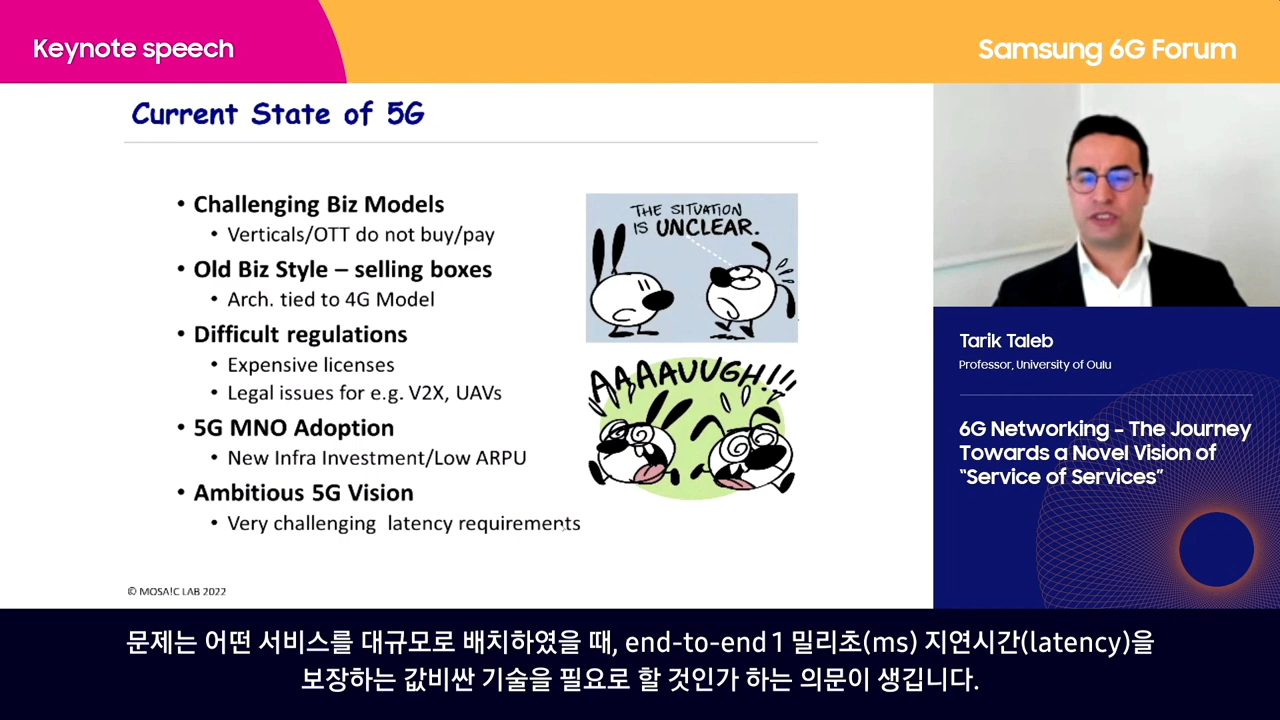 Keynote speech
Samsung 6G Forum
Current State of 5G
• Challenging Biz Models
• Verticals/OTT do not buy/pay
• Old Biz Style – selling boxes
• Arch. tied to 4G Model
• Difficult regulations
• Expensive licenses
• Legal issues for e.g. V2X, UAVs
• 5G MNO Adoption
• New Infra Investment/Low ARPU
• Ambitious 5G Vision
• Very challenging latency requirements
THE SITUATION
IS UNCLEAR.
AAAAUUGH!!!
© MOSA!C LAB 2022
Tarik Taleb
Professor, University of Oulu
6G Networking – The Journey
Towards a Novel Vision of
“Service of Services”
문제는 어떤 서비스를 대규모로 배치하였을 때, end-to-end 1 밀리초(ms) 지연시간(latency)을
보장하는 값비싼 기술을 필요로 할 것인가 하는 의문이 생깁니다.